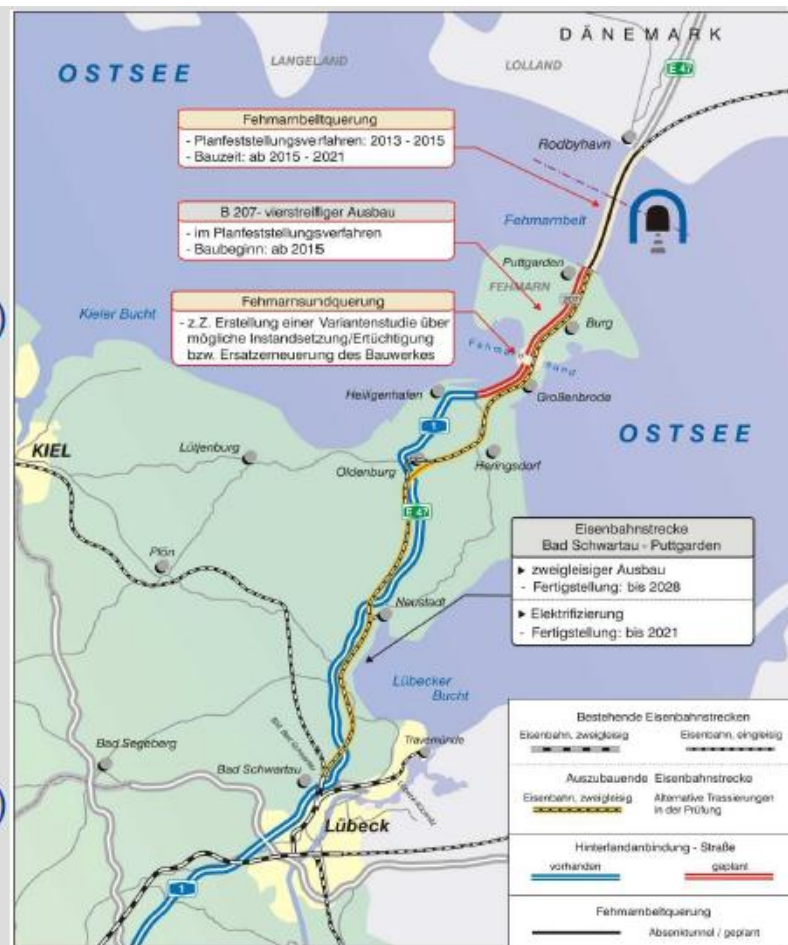 DÄNEMARK
LANGELAND
LOLLAND
OSTSEE
E 47
Fehmarnbeltquerung
- Planfeststellungsverfahren: 2013 - 2015
- Bauzeit: ab 2015 - 2021
Rodbyhavn
B 207- vierstreifiger Ausbau
- im Planfeststellungsverfahren
- Baubeginn: ab 2015
Fehmarnbelt
Puttgarden
FEHMARN
207
Burg
Kieler Bucht
Fehmarnsundquerung
- z.Z. Erstellung einer Variantenstudie über
mögliche Instandsetzung/Ertüchtigung
bzw. Ersatzerneuerung des Bauwerkes
Heiligenhafen
Großenbrode
1
OSTSEE
KIEL
Lütjenburg
Oldenburg
Heringsdorf
E 47
Eisenbahnstrecke
Bad Schwartau - Puttgarden
▸ zweigleisiger Ausbau
- Fertigstellung: bis 2028
▸ Elektrifizierung
- Fertigstellung: bis 2021
Plön
Neustadt
Lübecker
Bucht
Bad Segeberg
Travemünde
Bad Schwartau
Lübeck
1
Bestehende Eisenbahnstrecken
Eisenbahn, zweigleisig
Eisenbahn, eingleisig
Auszubauende Eisenbahnstrecke
Eisenbahn, zweigleisig
Alternative Trassierungen
in der Prüfung
Hinterlandanbindung - Straße
vorhanden
geplant
Fehmarnbeltquerung
Absenktunnel / geplant